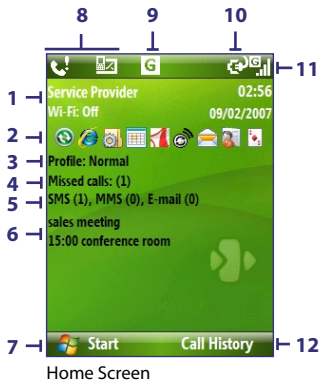 8 9 10
11
1 Service Provider 02:56
Wi-Fi: Off 09/02/2007
2
3 Profile: Normal
4 Missed calls: (1)
5 SMS (1), MMS (0), E-mail (0)
6 sales meeting
15:00 conference room
7 Start Call History 12
Home Screen